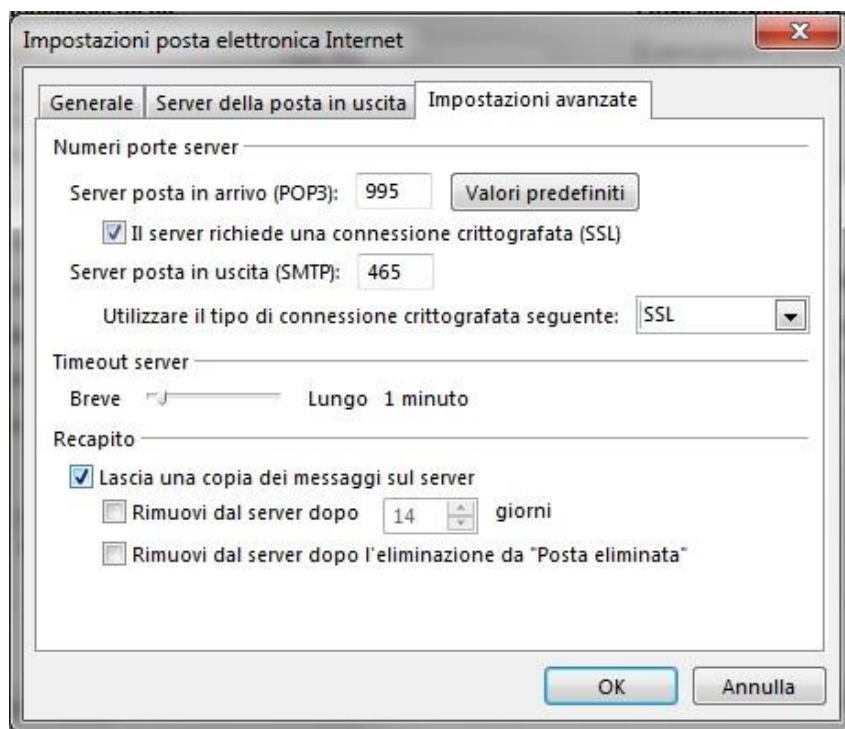 Impostazioni posta elettronica Internet
Generale Server della posta in uscita Impostazioni avanzate
Numeri porte server
Server posta in arrivo (POP3): 995 Valori predefiniti
Il server richiede una connessione crittografata (SSL)
Server posta in uscita (SMTP): 465
Utilizzare il tipo di connessione crittografata seguente: SSL
Timeout server
Breve Lungo 1 minuto
Recapito
Lascia una copia dei messaggi sul server
Rimuovi dal server dopo 14 giorni
Rimuovi dal server dopo l'eliminazione da "Posta eliminata"
OK Annulla